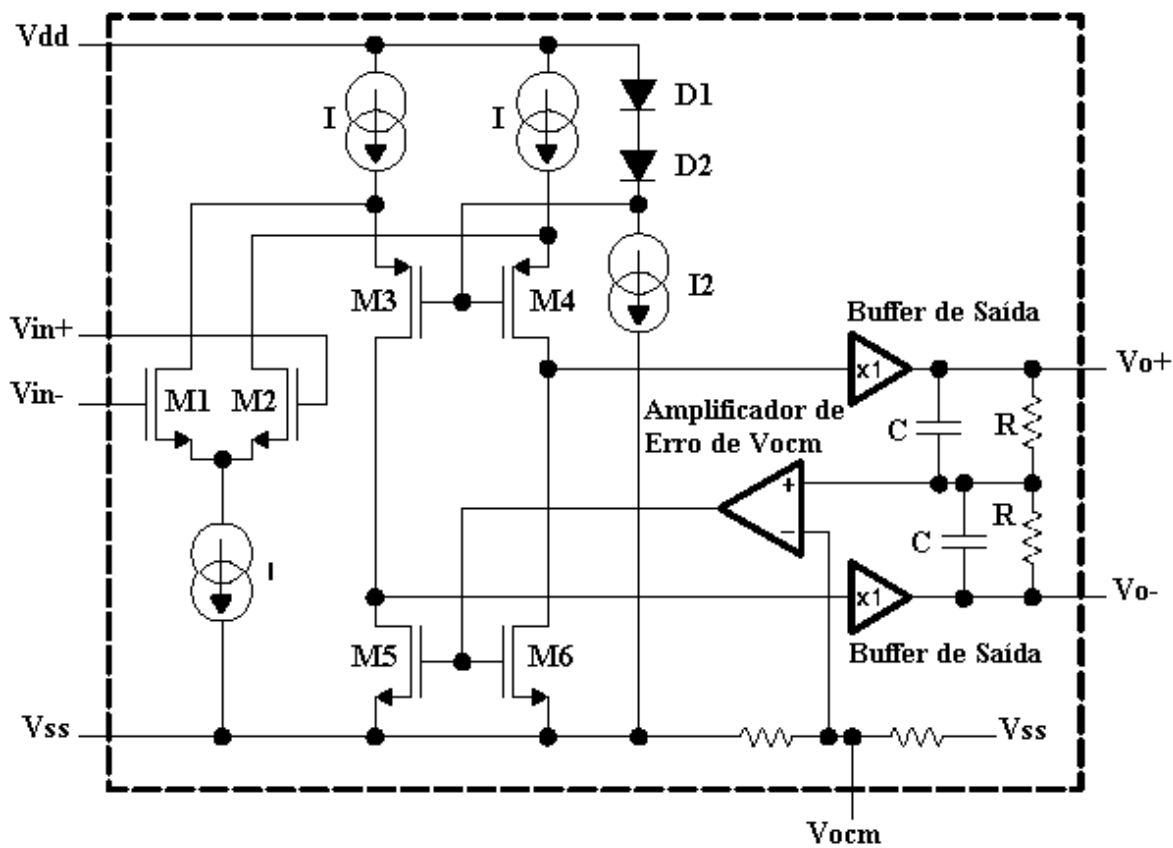 Vdd
D1
I
I
D2
M3
M4
I2
Vin+
Buffer de Saída
x1
Vo+
Vin-
M1
M2
Amplificador de
Erro de Vocm
C
R
+
−
C
R
I
x1
Vo-
M5
M6
Buffer de Saída
Vss
Vss
Vocm